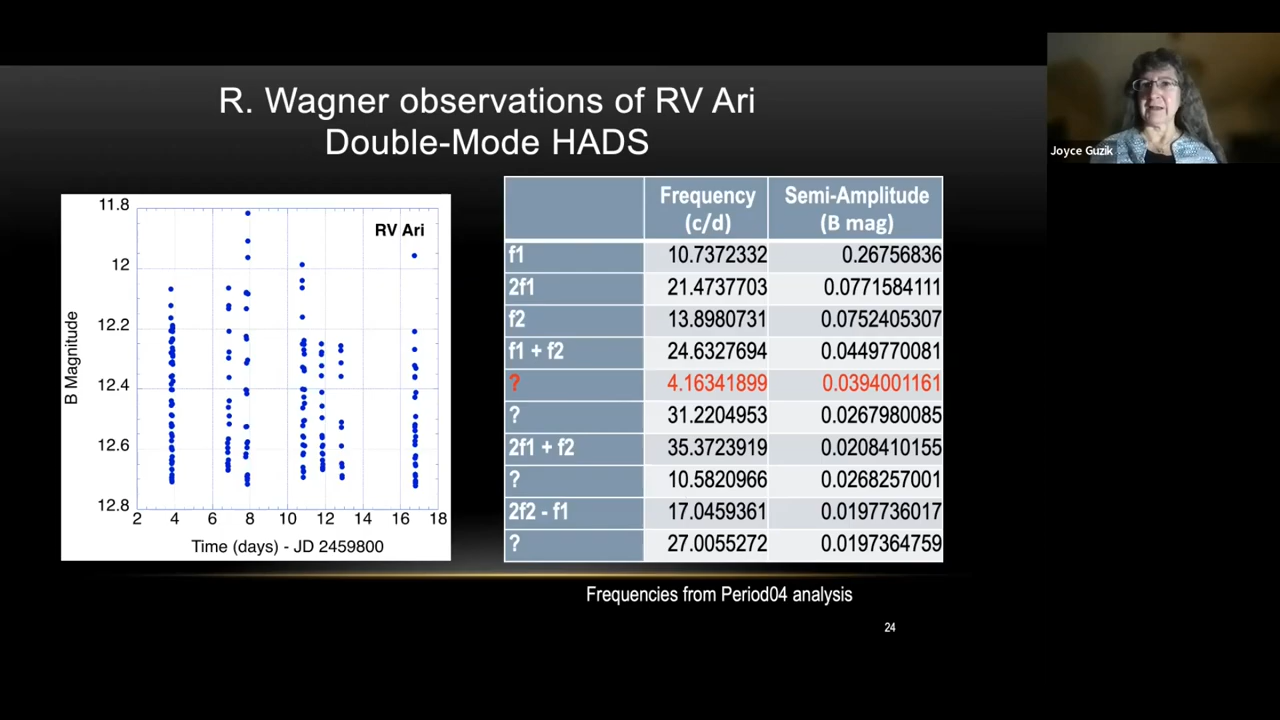 R. Wagner observations of RV Ari
Double-Mode HADS
Joyce Guzik
RV Ari
B Magnitude
11.8
12
12.2
12.4
12.6
12.8
2 4 6 8 10 12 14 16 18
Time (days) - JD 2459800
Frequency (c/d) Semi-Amplitude (B mag)
f1 10.7372332 0.26756836
2f1 21.4737703 0.0771584111
f2 13.8980731 0.0752405307
f1 + f2 24.6327694 0.0449770081
? 4.16341899 0.0394001161
? 31.2204953 0.0267980085
2f1 + f2 35.3723919 0.0208410155
? 10.5820966 0.0268257001
2f2 - f1 17.0459361 0.0197736017
? 27.0055272 0.0197364759
Frequencies from Period04 analysis
24